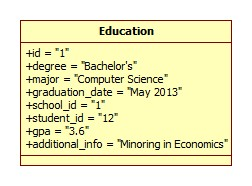 Education
+id = "1"
+degree = "Bachelor's"
+major = "Computer Science"
+graduation_date = "May 2013"
+school_id = "1"
+student_id = "12"
+gpa = "3.6"
+additional_info = "Minoring in Economics"